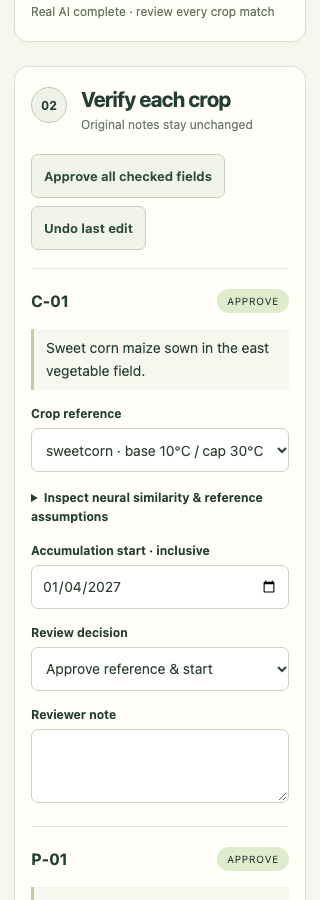 Real AI complete · review every crop match
02
Verify each crop
Original notes stay unchanged
Approve all checked fields
Undo last edit
C-01
APPROVE
Sweet corn maize sown in the east
vegetable field.
Crop reference
sweetcorn · base 10°C / cap 30°C
Inspect neural similarity & reference
assumptions
Accumulation start · inclusive
01/04/2027
Review decision
Approve reference & start
Reviewer note
P-01
APPROVE